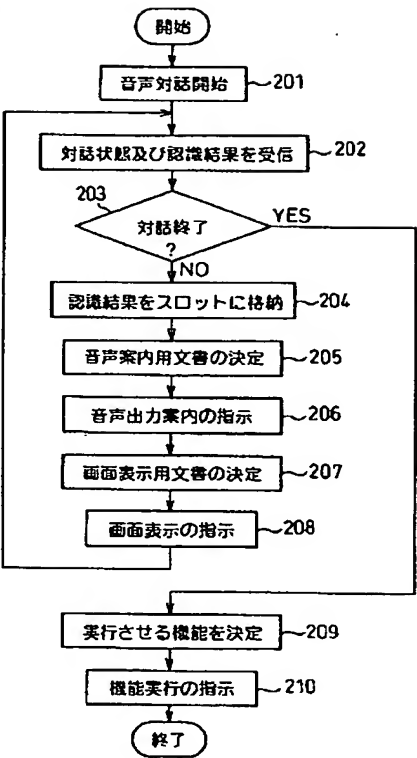 開始
音声対話開始 201
対話状態及び認識結果を受信 202
203
対話終了
?
YES
NO
認識結果をスロットに格納 204
音声案内用文書の決定 205
音声出力案内の指示 206
画面表示用文書の決定 207
画面表示の指示 208
実行させる機能を決定 209
機能実行の指示 210
終了